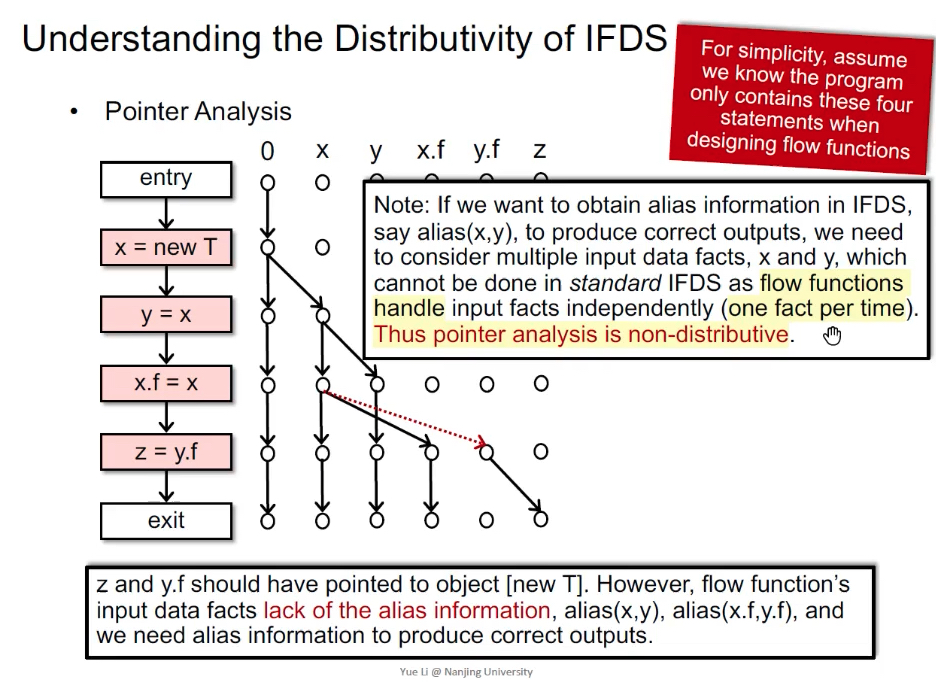 Understanding the Distributivity of IFDS
For simplicity, assume
we know the program
only contains these four
statements when
designing flow functions
• Pointer Analysis
0 x y x.f y.f z
entry
x = new T
y = x
x.f = x
z = y.f
exit
Note: If we want to obtain alias information in IFDS,
say alias(x,y), to produce correct outputs, we need
to consider multiple input data facts, x and y, which
cannot be done in standard IFDS as flow functions
handle input facts independently (one fact per time).
Thus pointer analysis is non-distributive.
z and y.f should have pointed to object [new T]. However, flow function's
input data facts lack of the alias information, alias(x,y), alias(x.f,y.f), and
we need alias information to produce correct outputs.
Yue Li @ Nanjing University